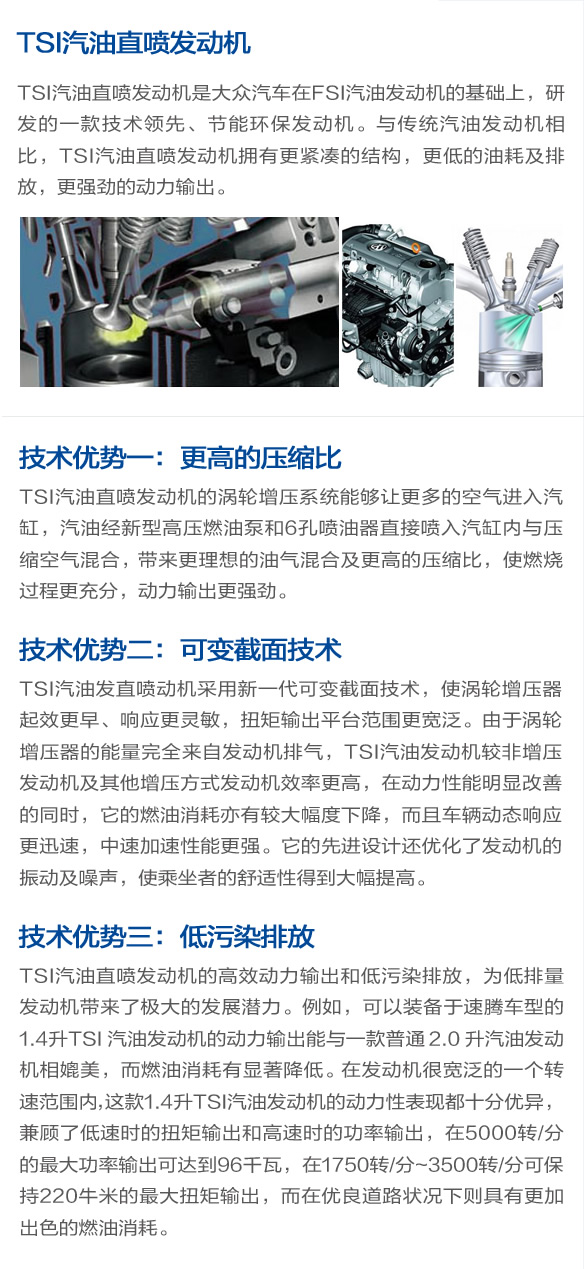 TSI汽油直喷发动机
TSI汽油直喷发动机是大众汽车在FSI汽油发动机的基础上，研
发的一款技术领先、节能环保发动机。与传统汽油发动机相
比，TSI汽油直喷发动机拥有更紧凑的结构，更低的油耗及排
放，更强劲的动力输出。
技术优势一：更高的压缩比
TSI汽油直喷发动机的涡轮增压系统能够让更多的空气进入汽
缸，汽油经新型高压燃油泵和6孔喷油器直接喷入汽缸内与压
缩空气混合，带来更理想的油气混合及更高的压缩比，使燃烧
过程更充分，动力输出更强劲。
技术优势二：可变截面技术
TSI汽油发直喷动机采用新一代可变截面技术，使涡轮增压器
起效更早、响应更灵敏，扭矩输出平台范围更宽泛。由于涡轮
增压器的能量完全来自发动机排气，TSI汽油发动机较非增压
发动机及其他增压方式发动机效率更高，在动力性能明显改善
的同时，它的燃油消耗亦有较大幅度下降，而且车辆动态响应
更迅速，中速加速性能更强。它的先进设计还优化了发动机的
振动及噪声，使乘坐者的舒适性得到大幅提高。
技术优势三：低污染排放
TSI汽油直喷发动机的高效动力输出和低污染排放，为低排量
发动机带来了极大的发展潜力。例如，可以装备于速腾车型的
1.4升TSI 汽油发动机的动力输出能与一款普通 2.0 升汽油发动
机相媲美，而燃油消耗有显著降低。在发动机很宽泛的一个转
速范围内,这款1.4升TSI汽油发动机的动力性表现都十分优异，
兼顾了低速时的扭矩输出和高速时的功率输出，在5000转/分
的最大功率输出可达到96千瓦，在1750转/分~3500转/分可保
持220牛米的最大扭矩输出，而在优良道路状况下则具有更加
出色的燃油消耗。